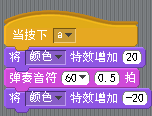 当按下 a
将 颜色 特效增加 20
弹奏音符 60 0.5 拍
将 颜色 特效增加 -20